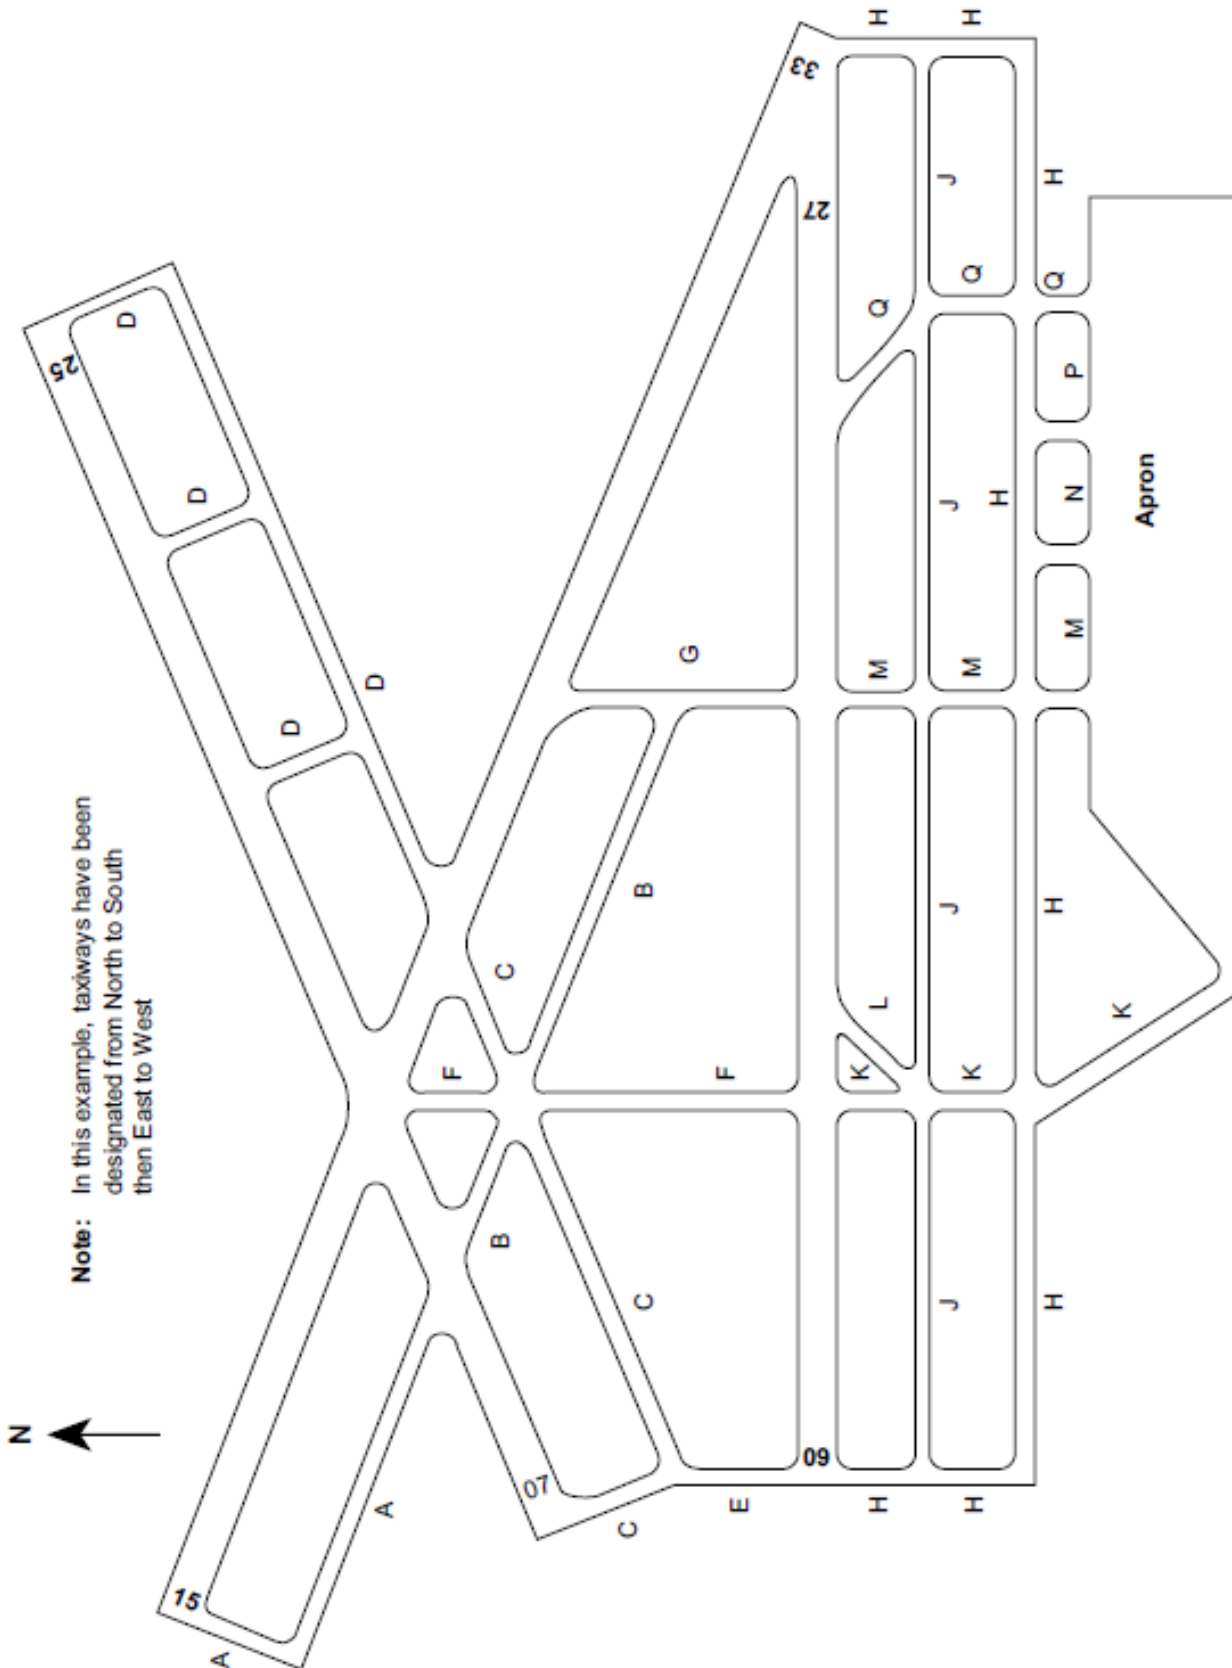 N
25
Note: In this example, taxiways have been
designated from North to South
then East to West
D
15
D
A
D
A
D
F
B
C
07
C
C
B
G
E
F
33
09
27
H
K
L
M
Q
H
J
J
J
J
H
K
M
Q
H
H
H
H
Q
H
M
N
P
K
Apron